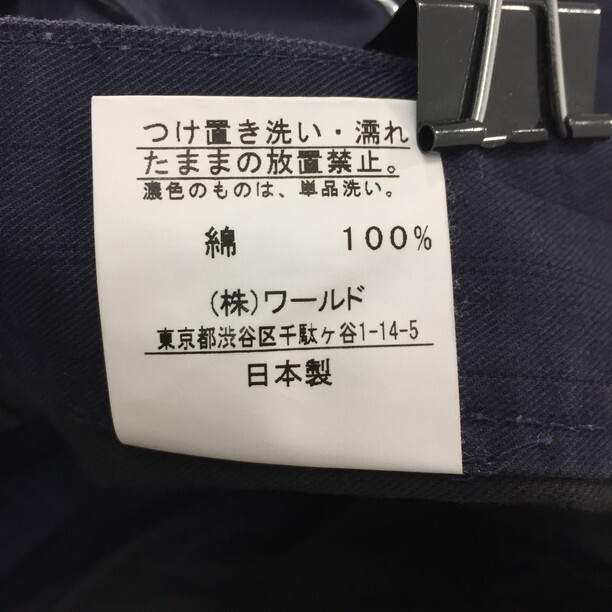 つけ置き洗い・濡れ
たままの放置禁止。
濃色のものは、単品洗い。
綿 100%
(株)ワールド
東京都渋谷区千駄ヶ谷1-14-5
日本製